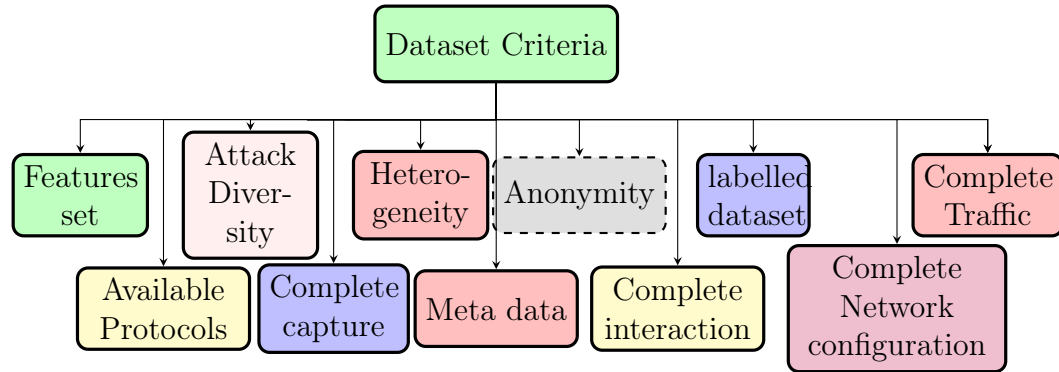 Dataset Criteria
Features
set
Attack
Diver-
sity
Hetero-
geneity
Anonymity
labelled
dataset
Complete
Traffic
Available
Protocols
Complete
capture
Meta data
Complete
interaction
Complete
Network
configuration